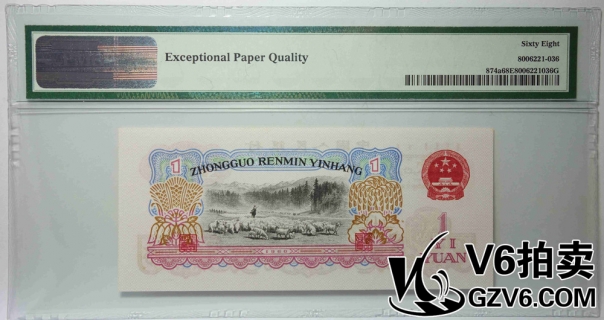 Exceptional Paper Quality
Sixty Eight
8006221-036
874a68E8006221036G
1
ZHONGGUO RENMIN YINHANG
1
1
YI
YUAN
V6拍卖
GZV6.COM